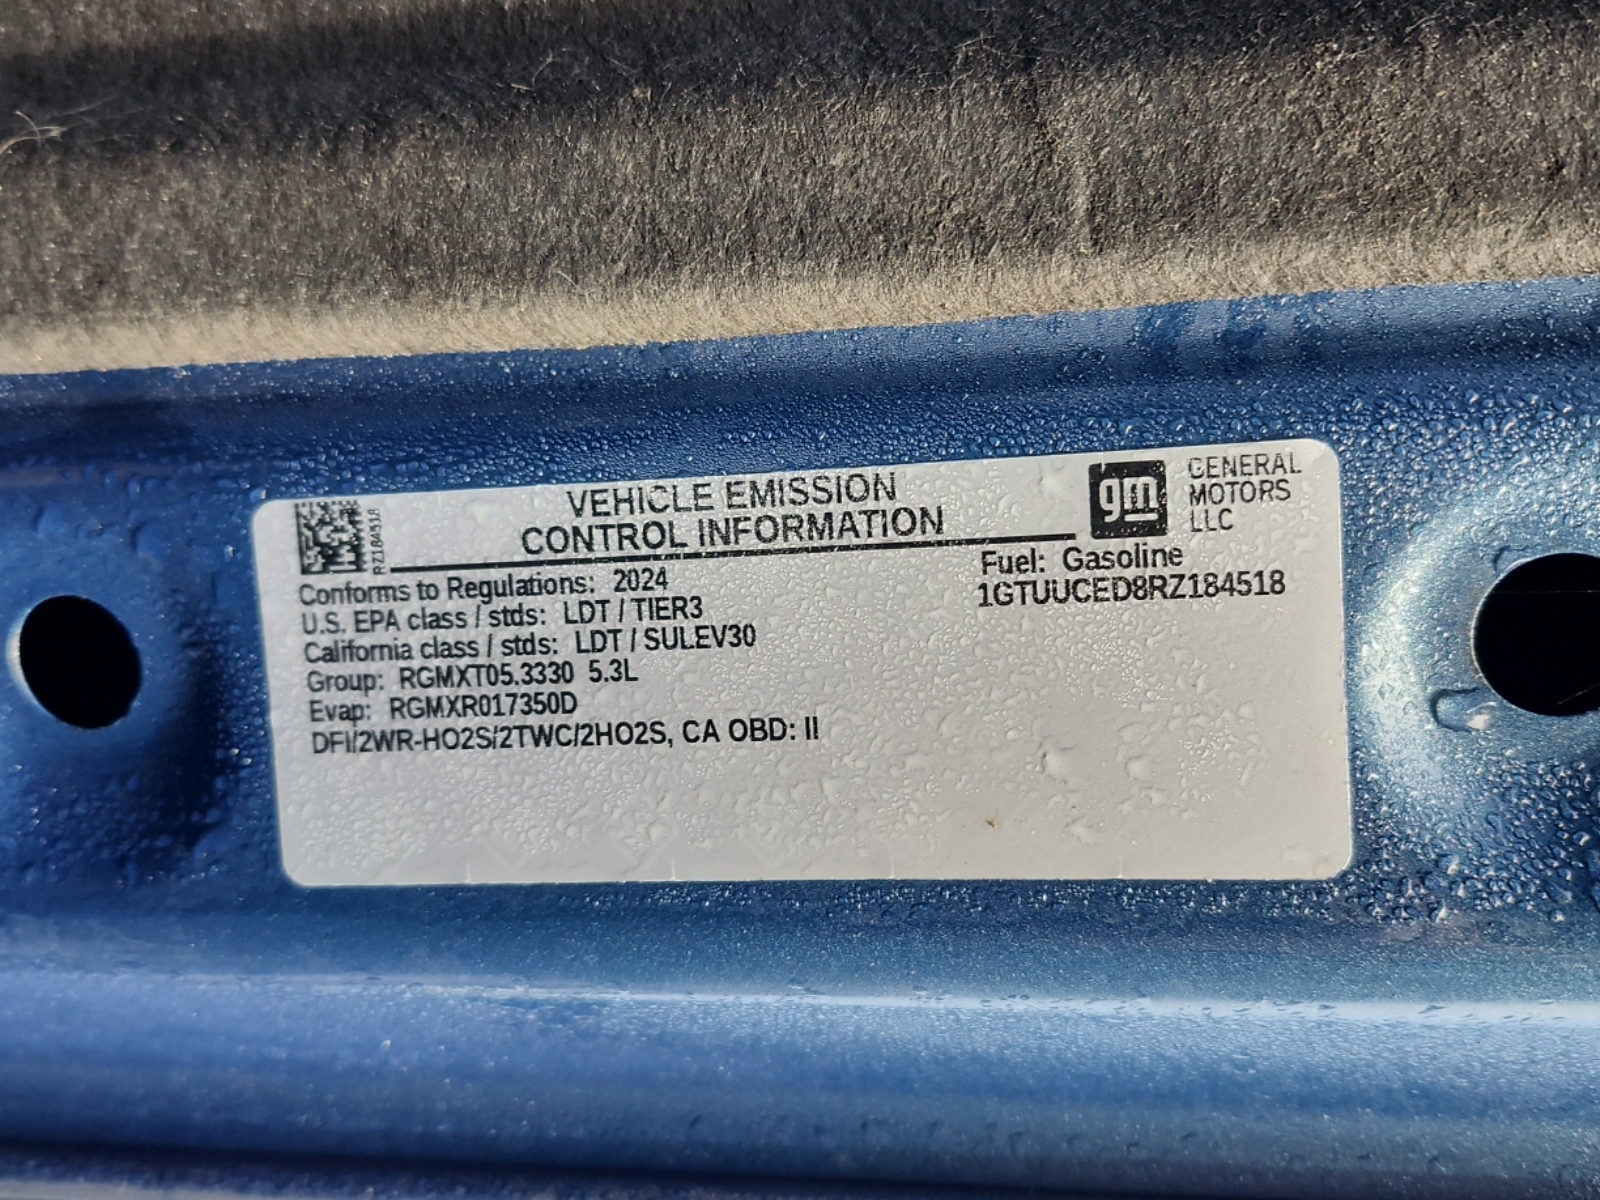 VEHICLE EMISSION
CONTROL INFORMATION
gm
GENERAL
MOTORS
LLC
RZ184518
Fuel: Gasoline
1GTUUCED8RZ184518
Conforms to Regulations: 2024
U.S. EPA class / stds: LDT / TIER3
California class / stds: LDT / SULEV30
Group: RGMXT05.3330 5.3L
Evap: RGMXR017350D
DFI/2WR-HO2S/2TWC/2HO2S, CA OBD: II